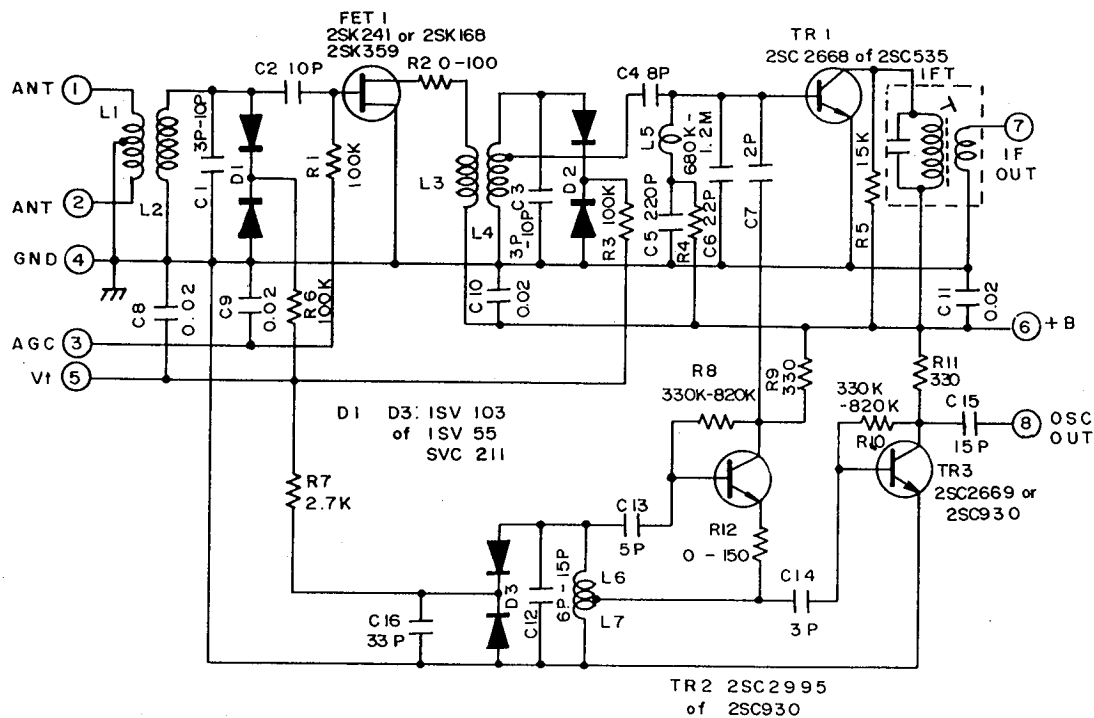 FET 1
2SK241 or 2SK168
2SK359
TR 1
2SC 2668 of 2SC535
R2 0-100
C2 10P
C4 8P
IFT
ANT 1
L1
3P-10P
C1
D1
R1
100K
L5
680K-
1.2M
2P
15K
7
IF
OUT
ANT 2
L2
L3
L4
C3
3P-10P
D2
R3 100K
C5 220P
R4
C6 22P
C7
R5
GND 4
C8
0.02
C9
0.02
R6
100K
C10
0.02
C11
0.02
6 +B
AGC 3
Vt 5
R8
330K-820K
R9
330
R11
330
330K
-820K
R10
C15
15P
8 OSC
OUT
D1 D3: ISV 103
of ISV 55
SVC 211
R7
2.7K
TR3
2SC2669 or
2SC930
C13
5P
R12
0-150
D3
C12
6P-15P
L6
L7
C14
3P
C16
33P
TR2 2SC2995
of 2SC930